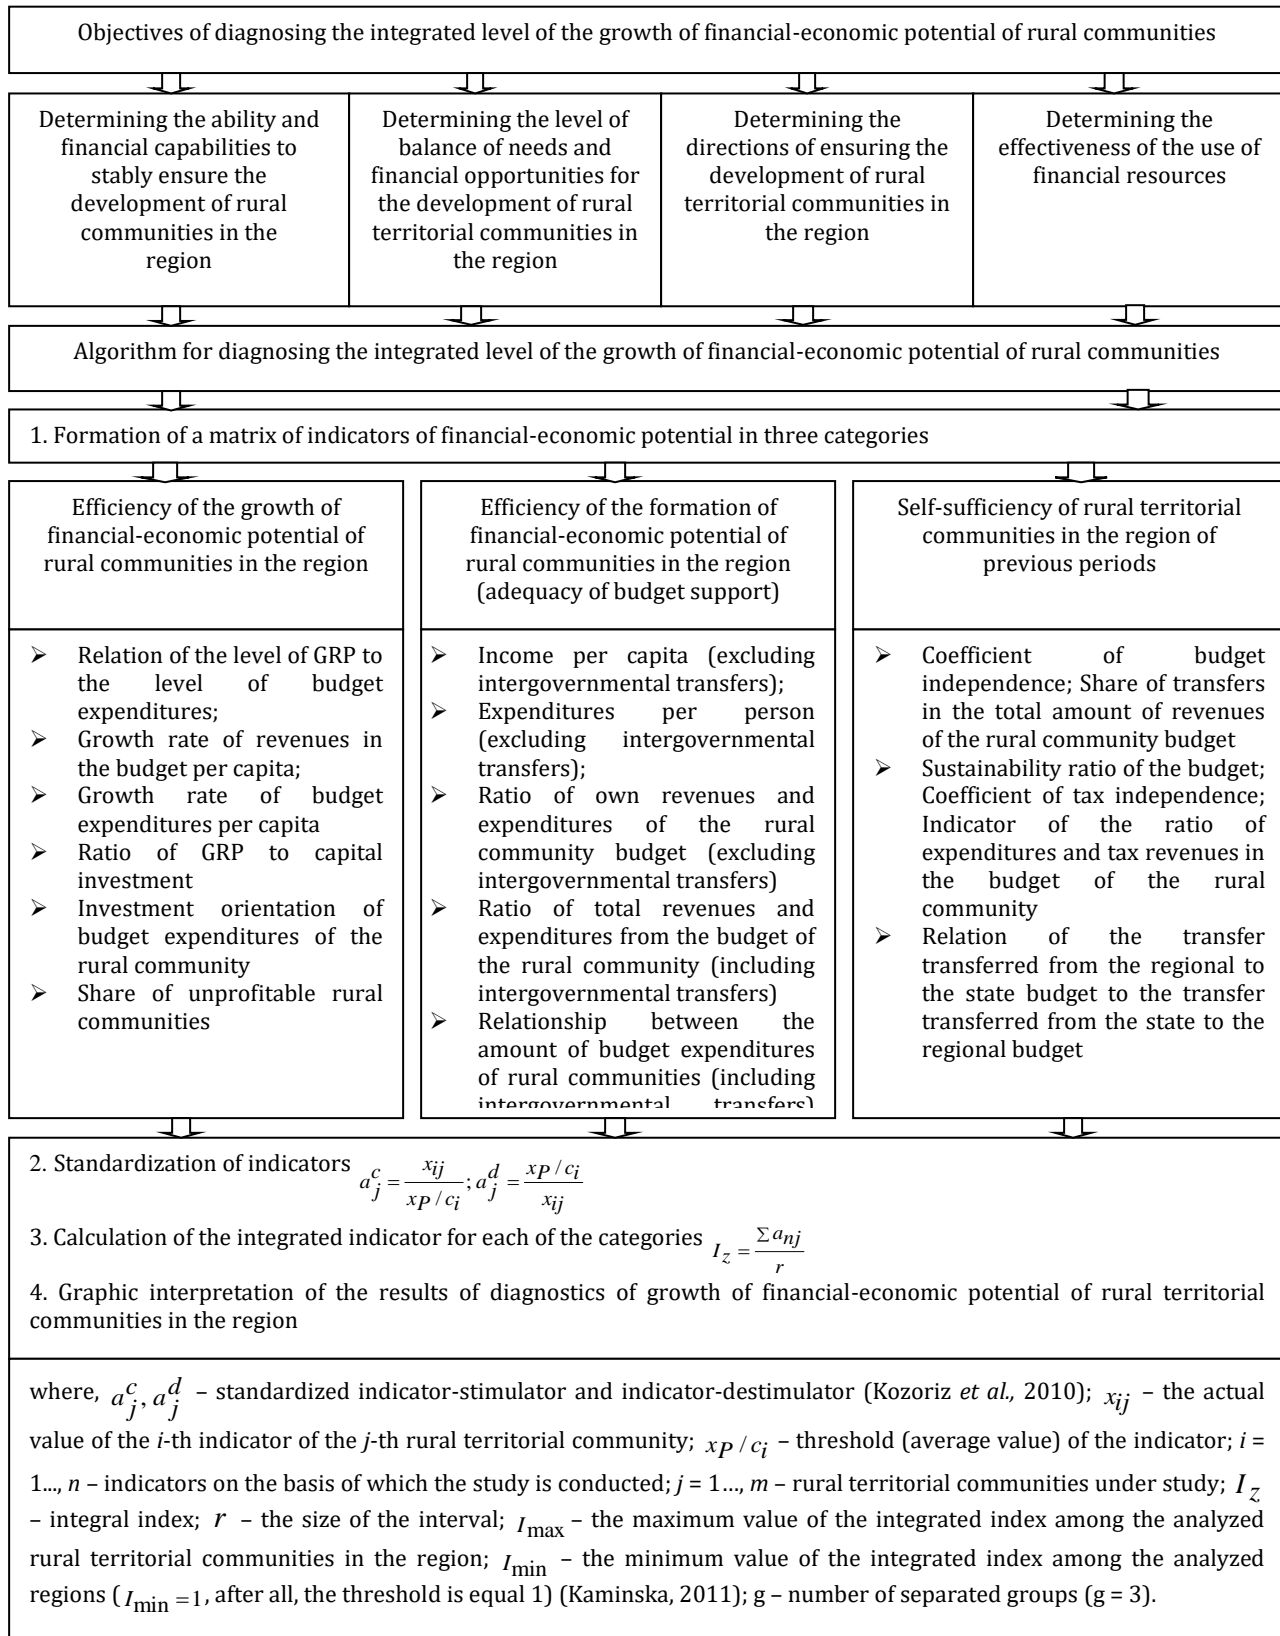 Objectives of diagnosing the integrated level of the growth of financial-economic potential of rural communities
Determining the ability and
financial capabilities to
stably ensure the
development of rural
communities in the
region
Determining the level of
balance of needs and
financial opportunities for
the development of rural
territorial communities in
the region
Determining the
directions of ensuring the
development of rural
territorial communities in
the region
Determining the
effectiveness of the use of
financial resources
Algorithm for diagnosing the integrated level of the growth of financial-economic potential of rural communities
1. Formation of a matrix of indicators of financial-economic potential in three categories
Efficiency of the growth of
financial-economic potential of
rural communities in the region
➢ Relation of the level of GRP to
the level of budget
expenditures;
➢ Growth rate of revenues in
the budget per capita;
➢ Growth rate of budget
expenditures per capita
➢ Ratio of GRP to capital
investment
➢ Investment orientation of
budget expenditures of the
rural community
➢ Share of unprofitable rural
communities
Efficiency of the formation of
financial-economic potential of
rural communities in the region
(adequacy of budget support)
➢ Income per capita (excluding
intergovernmental transfers);
➢ Expenditures per person
(excluding intergovernmental
transfers);
➢ Ratio of own revenues and
expenditures of the rural
community budget (excluding
intergovernmental transfers)
➢ Ratio of total revenues and
expenditures from the budget of
the rural community (including
intergovernmental transfers)
➢ Relationship between the
amount of budget expenditures
of rural communities (including
intergovernmental transfers)
Self-sufficiency of rural territorial
communities in the region of
previous periods
➢ Coefficient of budget
independence; Share of transfers
in the total amount of revenues
of the rural community budget
➢ Sustainability ratio of the budget;
Coefficient of tax independence;
Indicator of the ratio of
expenditures and tax revenues in
the budget of the rural
community
➢ Relation of the transfer
transferred from the regional to
the state budget to the transfer
transferred from the state to the
regional budget
2. Standardization of indicators a_j^c = x_ij / (x_P / c_i); a_j^d = (x_P / c_i) / x_ij
3. Calculation of the integrated indicator for each of the categories I_z = Σ a_nj / r
4. Graphic interpretation of the results of diagnostics of growth of financial-economic potential of rural territorial
communities in the region
where, a_j^c, a_j^d – standardized indicator-stimulator and indicator-destimulator (Kozoriz et al., 2010); x_ij – the actual
value of the i-th indicator of the j-th rural territorial community; x_P / c_i – threshold (average value) of the indicator; i =
1..., n – indicators on the basis of which the study is conducted; j = 1..., m – rural territorial communities under study; I_z
– integral index; r – the size of the interval; I_max – the maximum value of the integrated index among the analyzed
rural territorial communities in the region; I_min – the minimum value of the integrated index among the analyzed
regions (I_min = 1, after all, the threshold is equal 1) (Kaminska, 2011); g – number of separated groups (g = 3).